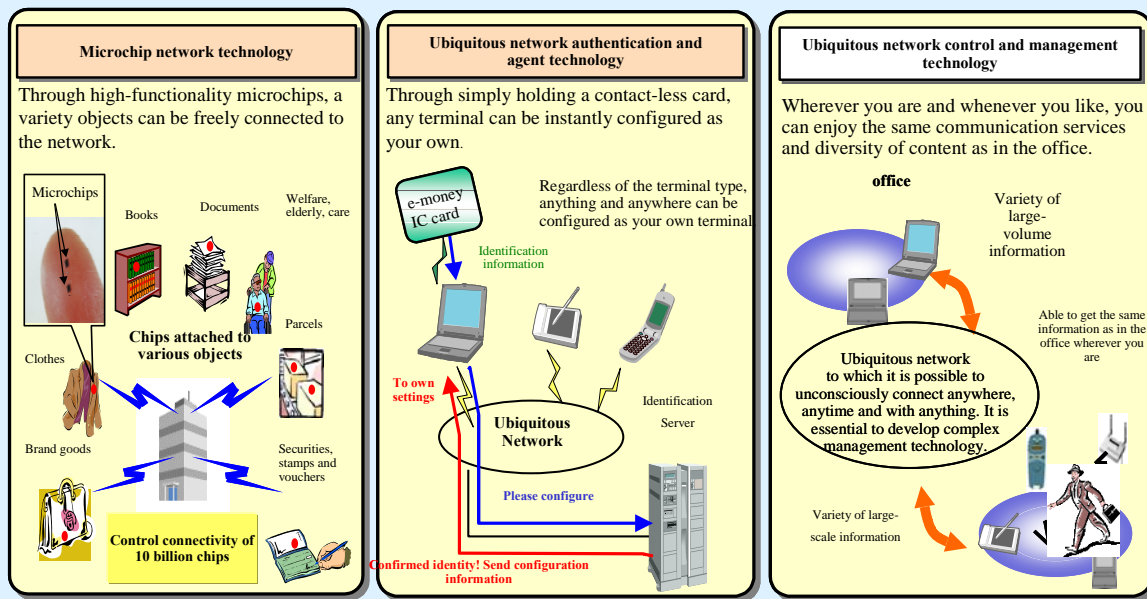 Microchip network technology
Through high-functionality microchips, a
variety objects can be freely connected to
the network.
Microchips
Books
Documents
Welfare,
elderly, care
Chips attached to
various objects
Parcels
Clothes
Brand goods
Securities,
stamps and
vouchers
Control connectivity of
10 billion chips
Ubiquitous network authentication and
agent technology
Through simply holding a contact-less card,
any terminal can be instantly configured as
your own.
e-money
IC card
Regardless of the terminal type,
anything and anywhere can be
configured as your own terminal
Identification
information
To own
settings
Ubiquitous
Network
Identification
Server
Please configure
Confirmed identity! Send configuration
information
Ubiquitous network control and management
technology
Wherever you are and whenever you like, you
can enjoy the same communication services
and diversity of content as in the office.
office
Variety of
large-
volume
information
Able to get the same
information as in the
office wherever you
are
Ubiquitous network
to which it is possible to
unconsciously connect anywhere,
anytime and with anything. It is
essential to develop complex
management technology.
Variety of large-
scale information